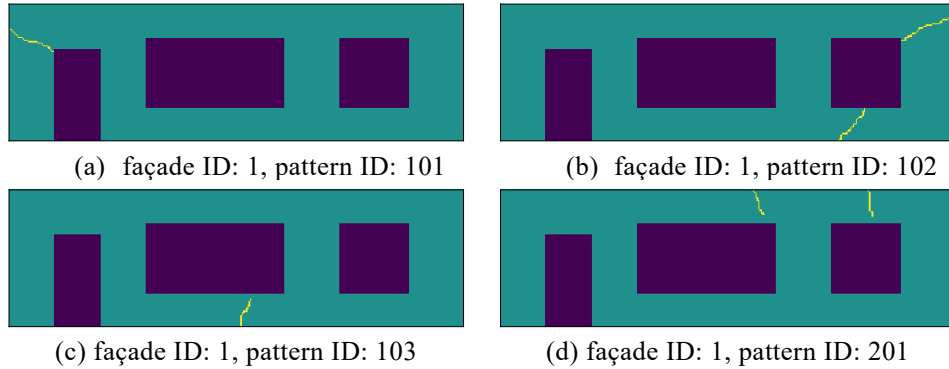 (a) façade ID: 1, pattern ID: 101
(b) façade ID: 1, pattern ID: 102
(c) façade ID: 1, pattern ID: 103
(d) façade ID: 1, pattern ID: 201